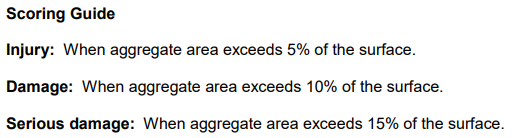 Scoring Guide
Injury:  When aggregate area exceeds 5% of the surface.
Damage:  When aggregate area exceeds 10% of the surface.
Serious damage:  When aggregate area exceeds 15% of the surface.